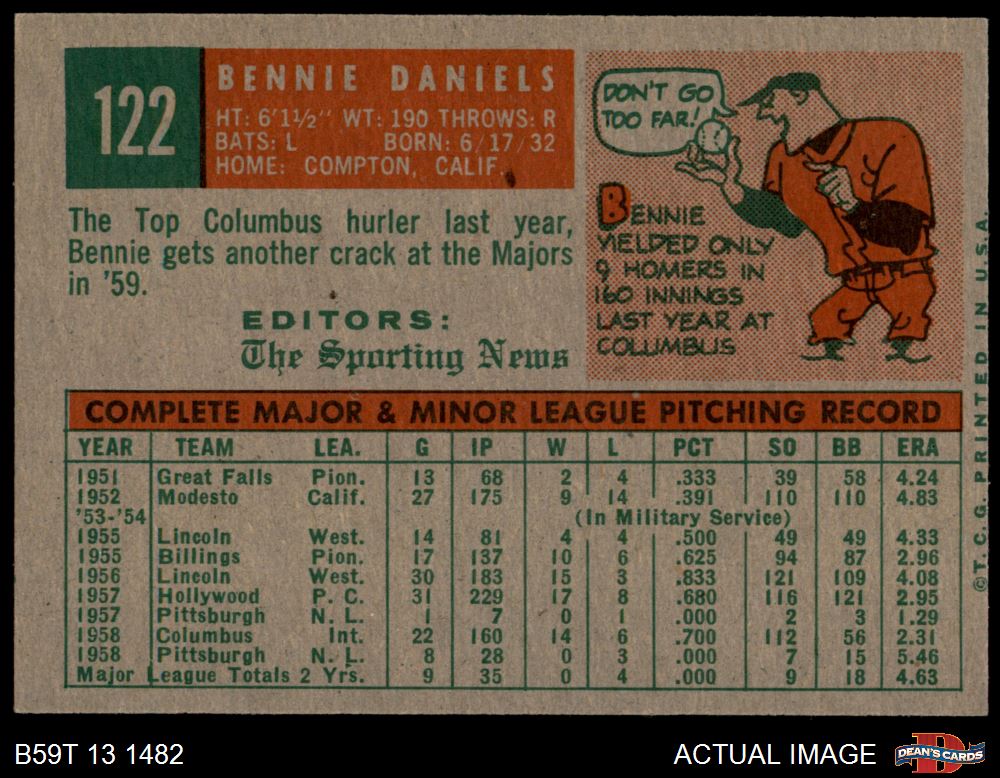 122
BENNIE DANIELS
HT: 6'1½" WT: 190 THROWS: R
BATS: L BORN: 6/17/32
HOME: COMPTON, CALIF.
The Top Columbus hurler last year,
Bennie gets another crack at the Majors
in '59.
EDITORS:
The Sporting News
DON'T GO
TOO FAR!
BENNIE
YIELDED ONLY
9 HOMERS IN
160 INNINGS
LAST YEAR AT
COLUMBUS
COMPLETE MAJOR & MINOR LEAGUE PITCHING RECORD
YEAR TEAM LEA. G IP W L PCT SO BB ERA
1951 Great Falls Pion. 13 68 2 4 .333 39 58 4.24
1952 Modesto Calif. 27 175 9 14 .391 110 110 4.83
'53-'54 (In Military Service)
1955 Lincoln West. 14 81 4 4 .500 49 49 4.33
1955 Billings Pion. 17 137 10 6 .625 94 87 2.96
1956 Lincoln West. 30 183 15 3 .833 121 109 4.08
1957 Hollywood P. C. 31 229 17 8 .680 116 121 2.95
1957 Pittsburgh N. L. 1 7 0 1 .000 2 3 1.29
1958 Columbus Int. 22 160 14 6 .700 112 56 2.31
1958 Pittsburgh N. L. 8 28 0 3 .000 7 15 5.46
Major League Totals 2 Yrs. 9 35 0 4 .000 9 18 4.63
©T. C. G. PRINTED IN U.S.A.
B59T 13 1482
ACTUAL IMAGE
DEAN'S CARDS